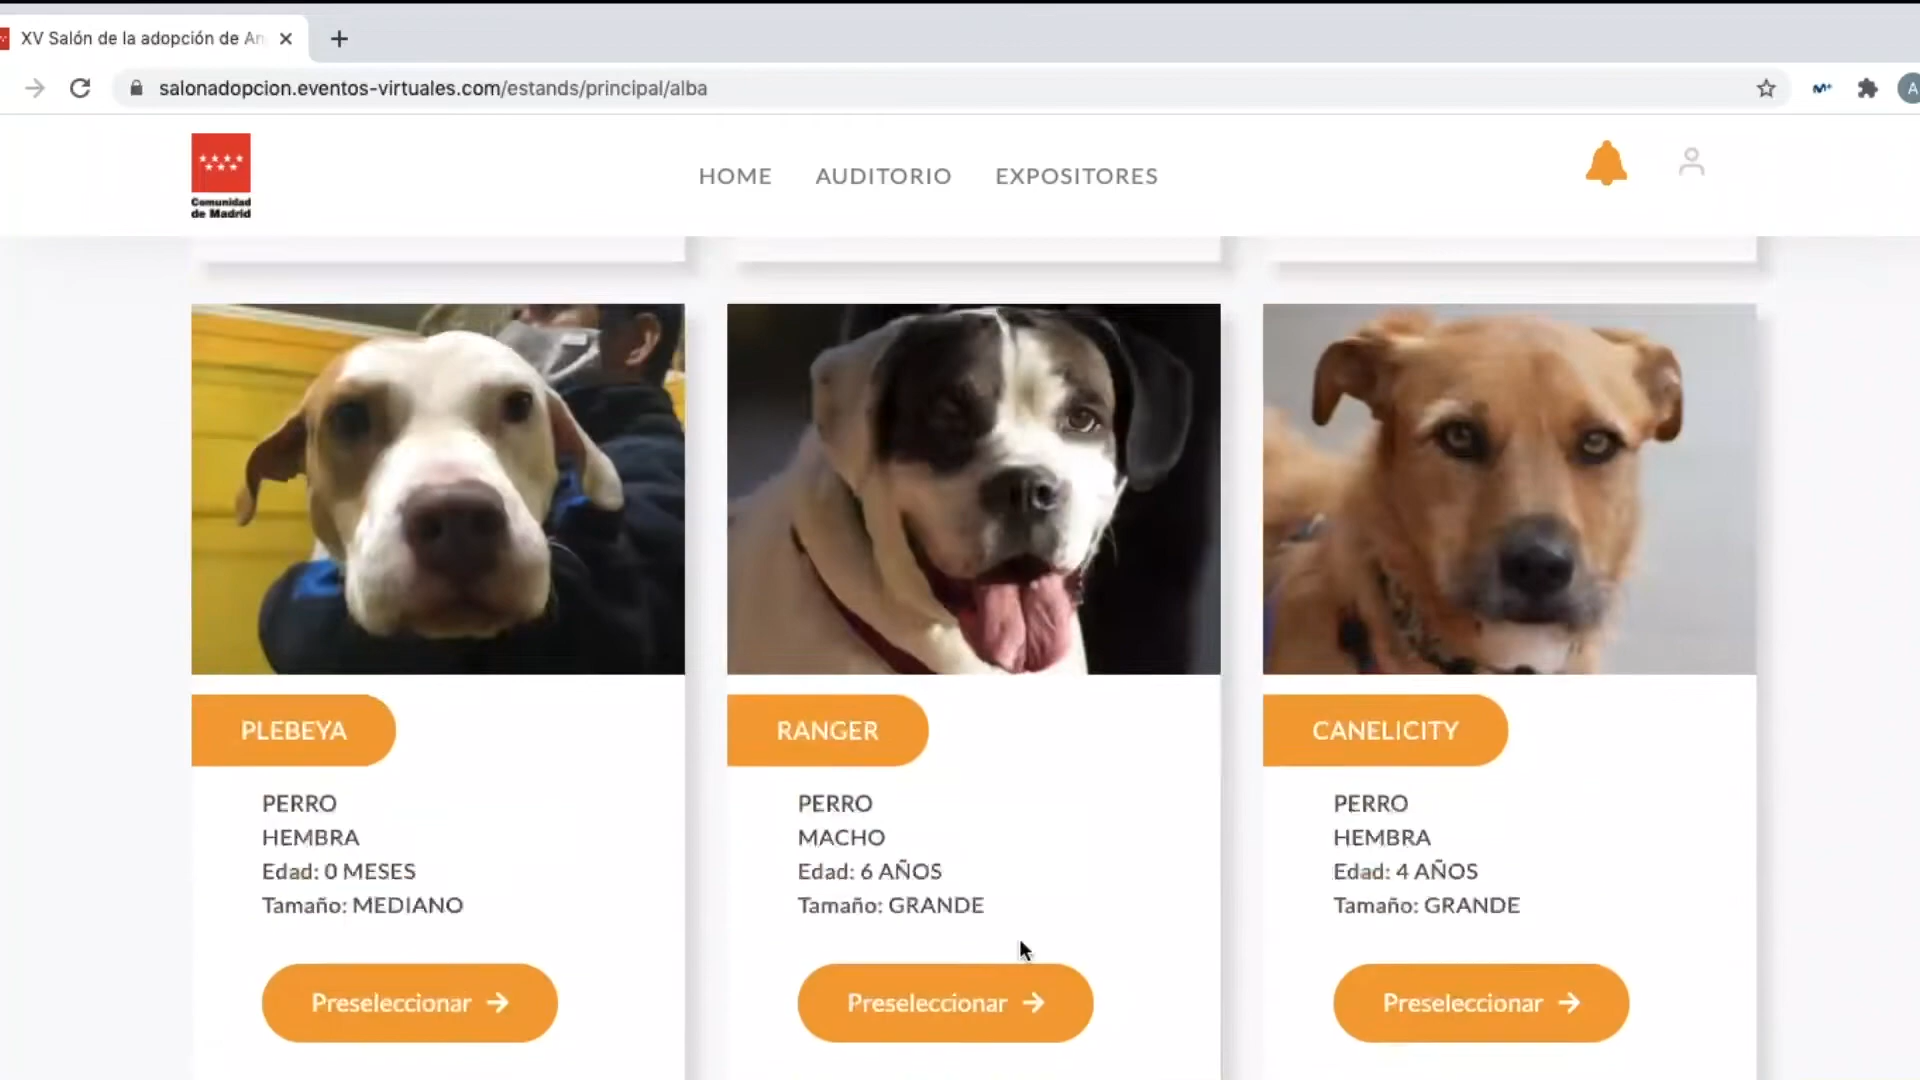 XV Salón de la adopción de An
salonadopcion.eventos-virtuales.com/estands/principal/alba
A
Comunidad
de Madrid
HOME
AUDITORIO
EXPOSITORES
PLEBEYA
PERRO
HEMBRA
Edad: 0 MESES
Tamaño: MEDIANO
Preseleccionar
RANGER
PERRO
MACHO
Edad: 6 AÑOS
Tamaño: GRANDE
Preseleccionar
CANELICITY
PERRO
HEMBRA
Edad: 4 AÑOS
Tamaño: GRANDE
Preseleccionar